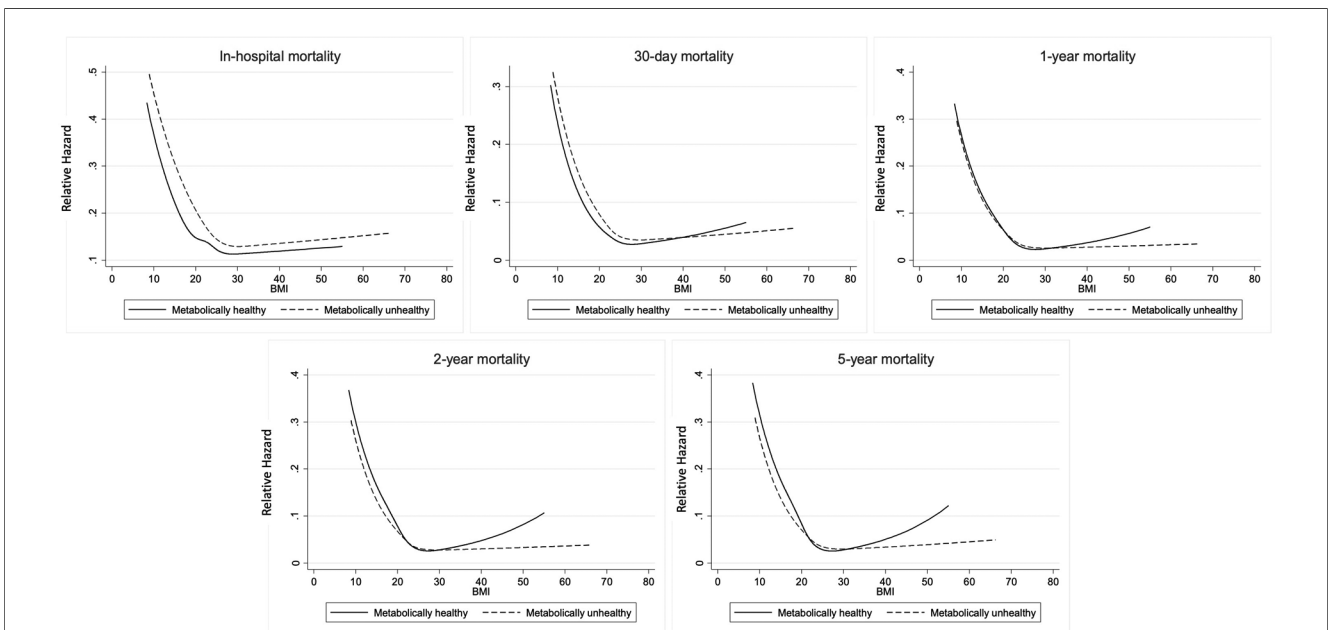 In-hospital mortality
Relative Hazard
.5
.4
.3
.2
.1
0 10 20 30 40 50 60 70 80
BMI
Metabolically healthy Metabolically unhealthy
30-day mortality
Relative Hazard
.3
.2
.1
0
0 10 20 30 40 50 60 70 80
BMI
Metabolically healthy Metabolically unhealthy
1-year mortality
Relative Hazard
.4
.3
.2
.1
0
0 10 20 30 40 50 60 70 80
BMI
Metabolically healthy Metabolically unhealthy
2-year mortality
Relative Hazard
.4
.3
.2
.1
0
0 10 20 30 40 50 60 70 80
BMI
Metabolically healthy Metabolically unhealthy
5-year mortality
Relative Hazard
.4
.3
.2
.1
0
0 10 20 30 40 50 60 70 80
BMI
Metabolically healthy Metabolically unhealthy